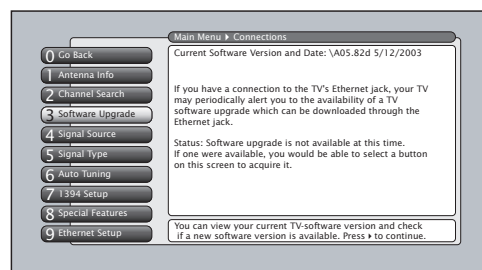 Main Menu ▸ Connections
0 Go Back
1 Antenna Info
2 Channel Search
3 Software Upgrade
4 Signal Source
5 Signal Type
6 Auto Tuning
7 1394 Setup
8 Special Features
9 Ethernet Setup
Current Software Version and Date: \A05.82d 5/12/2003
If you have a connection to the TV's Ethernet jack, your TV
may periodically alert you to the availability of a TV
software upgrade which can be downloaded through the
Ethernet jack.
Status: Software upgrade is not available at this time.
If one were available, you would be able to select a button
on this screen to acquire it.
You can view your current TV-software version and check
if a new software version is available. Press ▸ to continue.